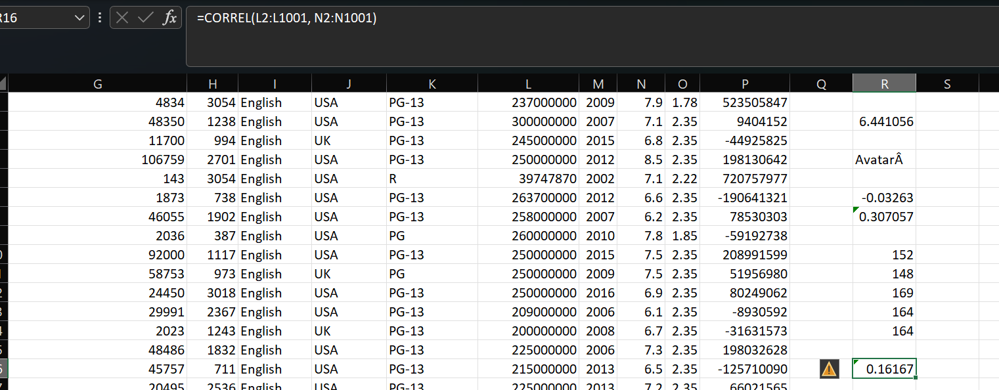 R16 fx =CORREL(L2:L1001, N2:N1001)
G H I J K L M N O P Q R S
4834 3054 English USA PG-13 237000000 2009 7.9 1.78 523505847
48350 1238 English USA PG-13 300000000 2007 7.1 2.35 9404152 6.441056
11700 994 English UK PG-13 245000000 2015 6.8 2.35 -44925825
106759 2701 English USA PG-13 250000000 2012 8.5 2.35 198130642 AvatarÂ
143 3054 English USA R 39747870 2002 7.1 2.22 720757977
1873 738 English USA PG-13 263700000 2012 6.6 2.35 -190641321 -0.03263
46055 1902 English USA PG-13 258000000 2007 6.2 2.35 78530303 0.307057
2036 387 English USA PG 260000000 2010 7.8 1.85 -59192738
0 92000 1117 English USA PG-13 250000000 2015 7.5 2.35 208991599 152
1 58753 973 English UK PG 250000000 2009 7.5 2.35 51956980 148
2 24450 3018 English USA PG-13 250000000 2016 6.9 2.35 80249062 169
3 29991 2367 English USA PG-13 209000000 2006 6.1 2.35 -8930592 164
4 2023 1243 English UK PG-13 200000000 2008 6.7 2.35 -31631573 164
5 48486 1832 English USA PG-13 225000000 2006 7.3 2.35 198032628
6 45757 711 English USA PG-13 215000000 2013 6.5 2.35 -125710090 0.16167
7 20495 2536 English USA PG-13 225000000 2013 7.2 2.35 66021565